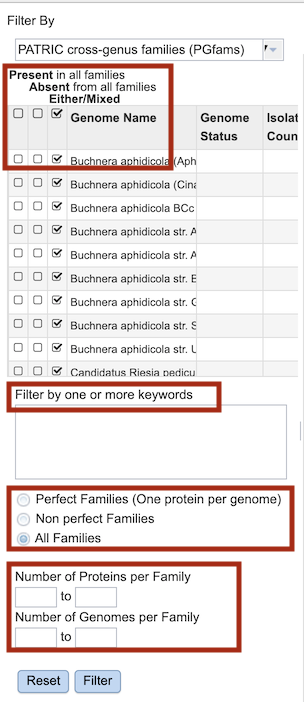 Filter By
PATRIC cross-genus families (PGfams)
Present in all families
Absent from all families
Either/Mixed
Genome Name
Genome Status
Isolat
Coun
Buchnera aphidicola (Aph
Buchnera aphidicola (Cina
Buchnera aphidicola BCc
Buchnera aphidicola str. A
Buchnera aphidicola str. A
Buchnera aphidicola str. B
Buchnera aphidicola str. G
Buchnera aphidicola str. S
Buchnera aphidicola str. U
Candidatus Riesia pedicu
Filter by one or more keywords
Perfect Families (One protein per genome)
Non perfect Families
All Families
Number of Proteins per Family
to
Number of Genomes per Family
to
Reset Filter